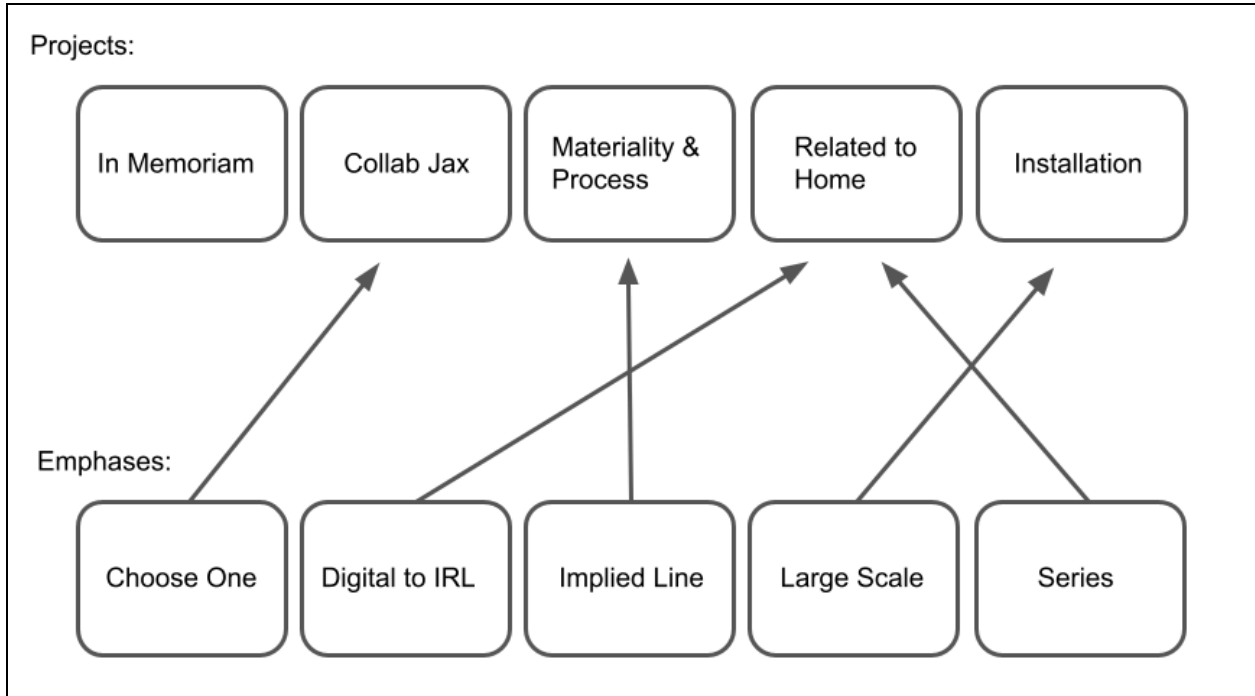 Projects:
In Memoriam
Collab Jax
Materiality &
Process
Related to
Home
Installation
Emphases:
Choose One
Digital to IRL
Implied Line
Large Scale
Series